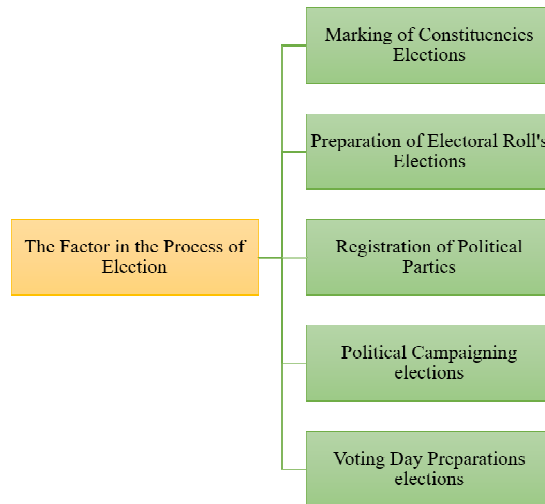 Marking of Constituencies
Elections
Preparation of Electoral Roll's
Elections
The Factor in the Process of
Election
Registration of Political
Parties
Political Campaigning
elections
Voting Day Preparations
elections